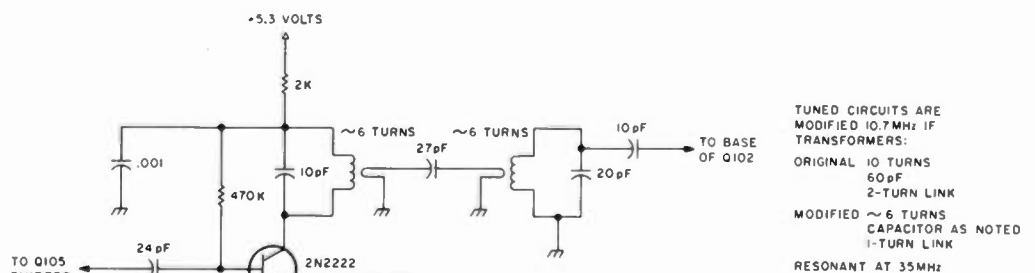 +5.3 VOLTS
2K
~6 TURNS
~6 TURNS
27pF
10pF
TO BASE
OF Q102
.001
10pF
20pF
470K
24pF
TO Q105
2N2222
TUNED CIRCUITS ARE
MODIFIED 10.7MHz IF
TRANSFORMERS:
ORIGINAL 10 TURNS
60pF
2-TURN LINK
MODIFIED ~6 TURNS
CAPACITOR AS NOTED
1-TURN LINK
RESONANT AT 35MHz